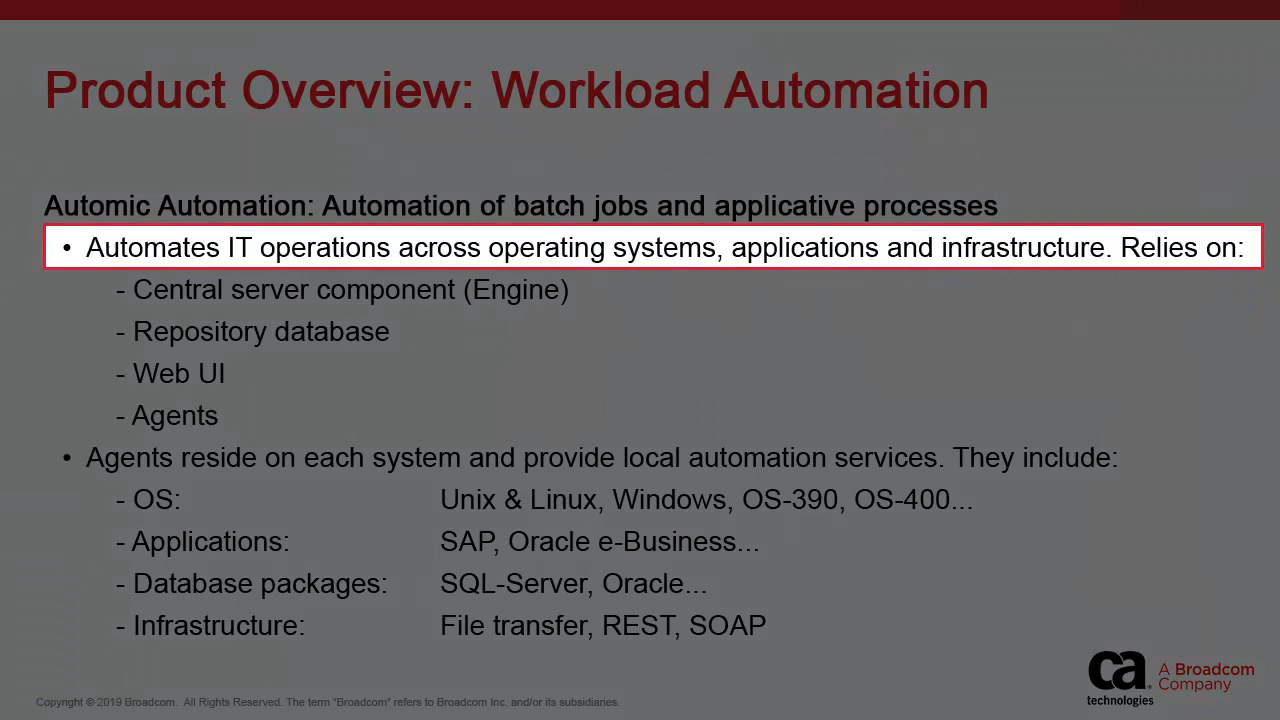 Product Overview: Workload Automation
Automic Automation: Automation of batch jobs and applicative processes
• Automates IT operations across operating systems, applications and infrastructure. Relies on:
- Central server component (Engine)
- Repository database
- Web UI
- Agents
• Agents reside on each system and provide local automation services. They include:
- OS: Unix & Linux, Windows, OS-390, OS-400...
- Applications: SAP, Oracle e-Business...
- Database packages: SQL-Server, Oracle...
- Infrastructure: File transfer, REST, SOAP
ca technologies
A Broadcom Company
Copyright © 2019 Broadcom. All Rights Reserved. The term “Broadcom” refers to Broadcom Inc. and/or its subsidiaries.